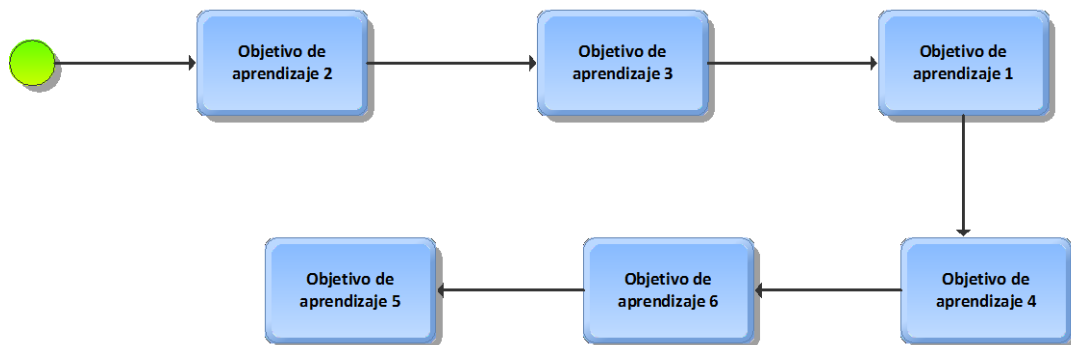 Objetivo de
aprendizaje 2
Objetivo de
aprendizaje 3
Objetivo de
aprendizaje 1
Objetivo de
aprendizaje 4
Objetivo de
aprendizaje 6
Objetivo de
aprendizaje 5